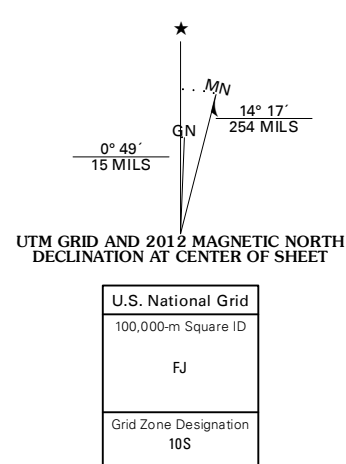 ★
MN
GN
14° 17´
254 MILS
0° 49´
15 MILS
UTM GRID AND 2012 MAGNETIC NORTH
DECLINATION AT CENTER OF SHEET
U.S. National Grid
100,000-m Square ID
FJ
Grid Zone Designation
10S